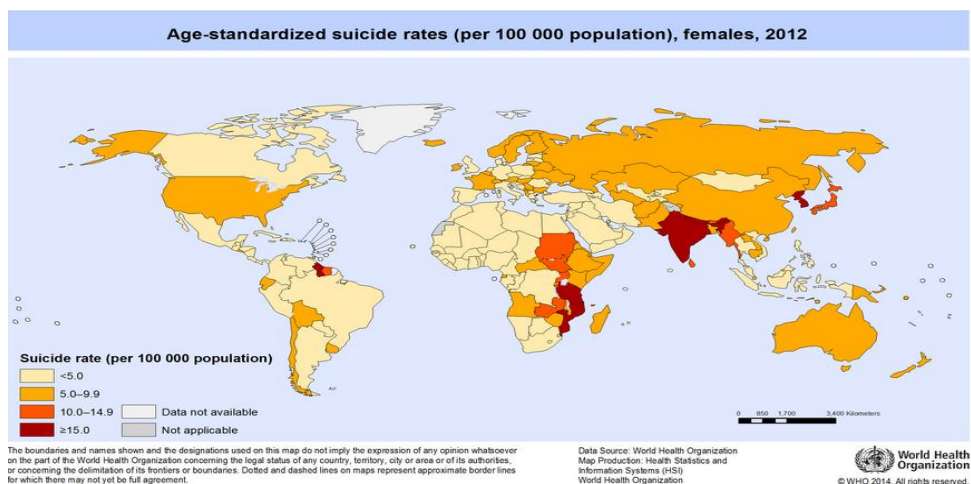 Age-standardized suicide rates (per 100 000 population), females, 2012
Suicide rate (per 100 000 population)
<5.0
5.0–9.9
10.0–14.9
≥15.0
Data not available
Not applicable
0 850 1,700 3,400 Kilometers
The boundaries and names shown and the designations used on this map do not imply the expression of any opinion whatsoever
on the part of the World Health Organization concerning the legal status of any country, territory, city or area or of its authorities,
or concerning the delimitation of its frontiers or boundaries. Dotted and dashed lines on maps represent approximate border lines
for which there may not yet be full agreement.
Data Source: World Health Organization
Map Production: Health Statistics and
Information Systems (HSI)
World Health Organization
World Health
Organization
© WHO 2014. All rights reserved.